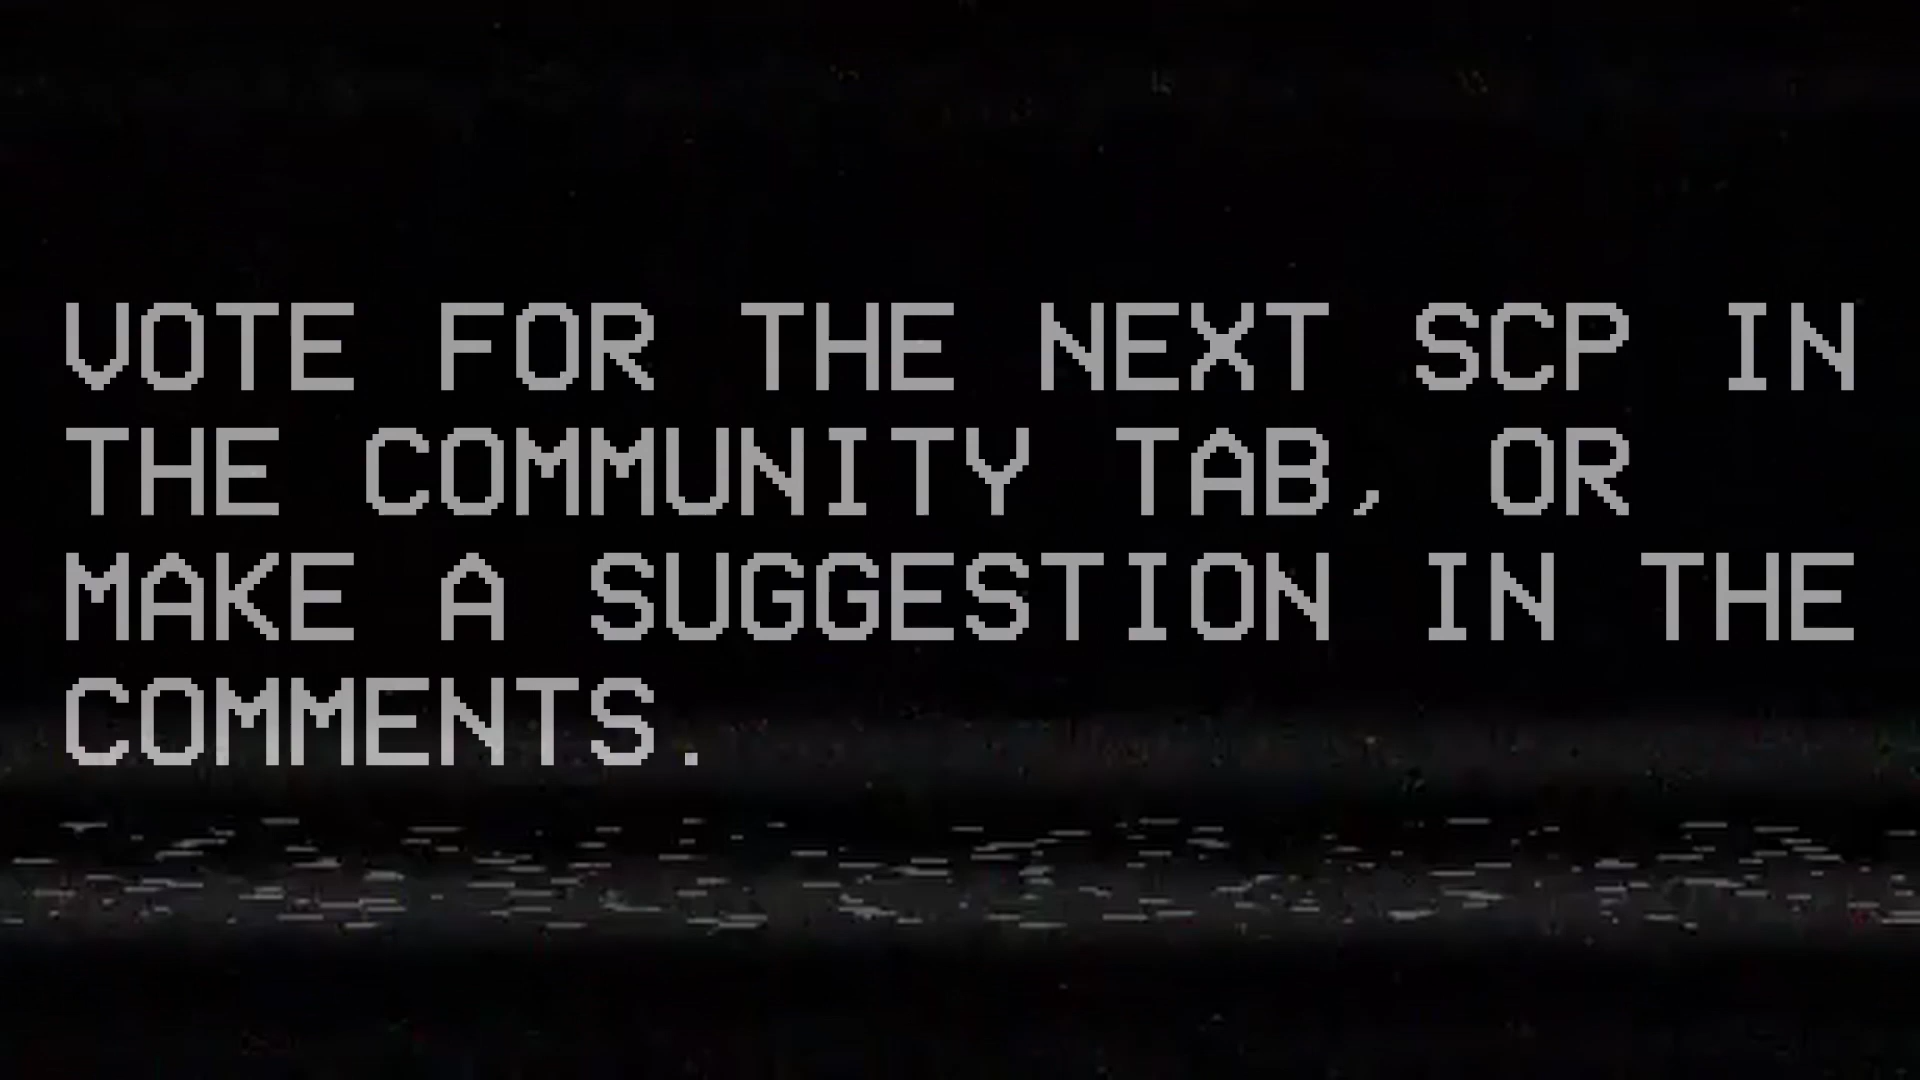 VOTE FOR THE NEXT SCP IN
THE COMMUNITY TAB, OR
MAKE A SUGGESTION IN THE
COMMENTS.